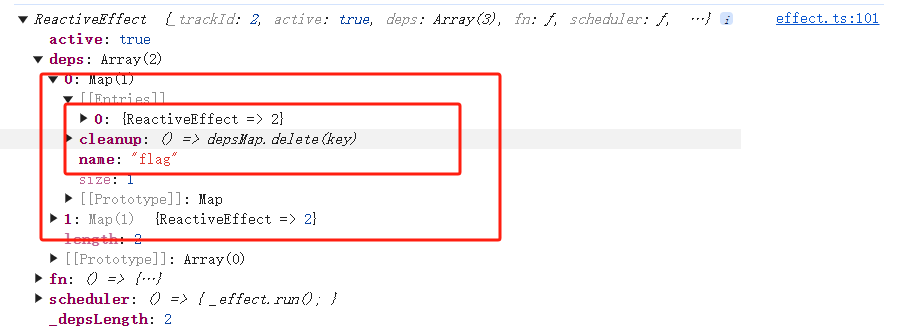 ▼ ReactiveEffect {_trackId: 2, active: true, deps: Array(3), fn: ƒ, scheduler: ƒ, …} i effect.ts:101
active: true
▼ deps: Array(2)
▼ 0: Map(1)
▼ [[Entries]]
▶ 0: {ReactiveEffect => 2}
▶ cleanup: () => depsMap.delete(key)
name: "flag"
size: 1
▶ [[Prototype]]: Map
▶ 1: Map(1) {ReactiveEffect => 2}
length: 2
▶ [[Prototype]]: Array(0)
▶ fn: () => {…}
▶ scheduler: () => { _effect.run(); }
_depsLength: 2